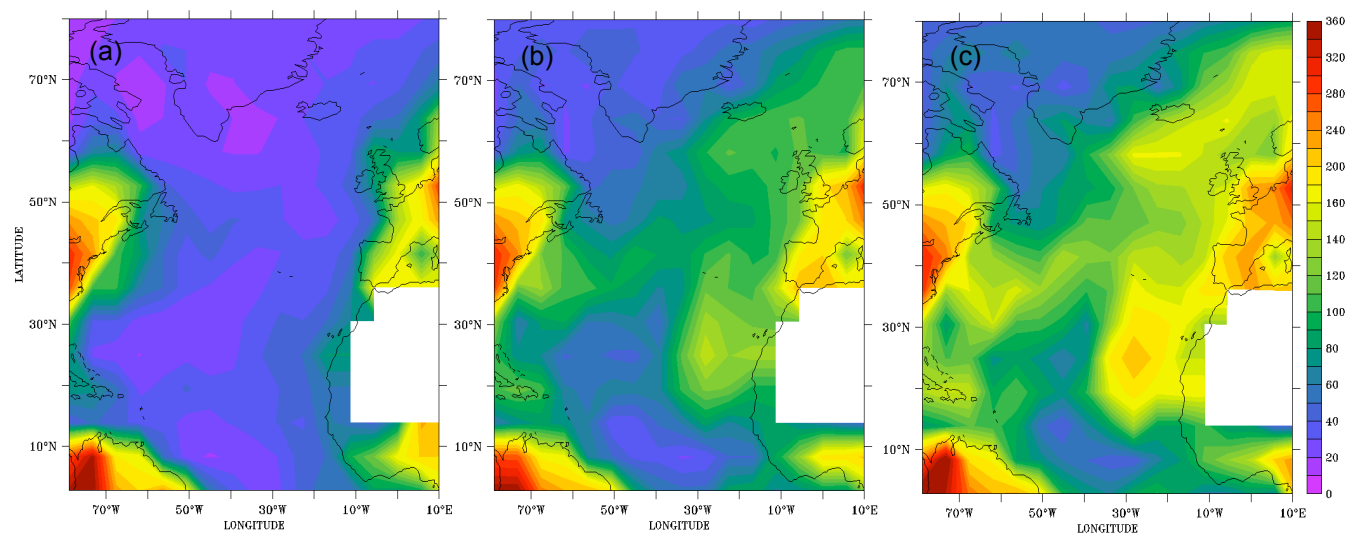 (a)
(b)
(c)
LATITUDE
70°N
50°N
30°N
10°N
70°W
50°W
30°W
10°W
10°E
LONGITUDE
70°N
50°N
30°N
10°N
70°W
50°W
30°W
10°W
10°E
LONGITUDE
70°N
50°N
30°N
10°N
70°W
50°W
30°W
10°W
10°E
LONGITUDE
360
320
280
240
200
180
160
140
120
100
80
60
40
20
0